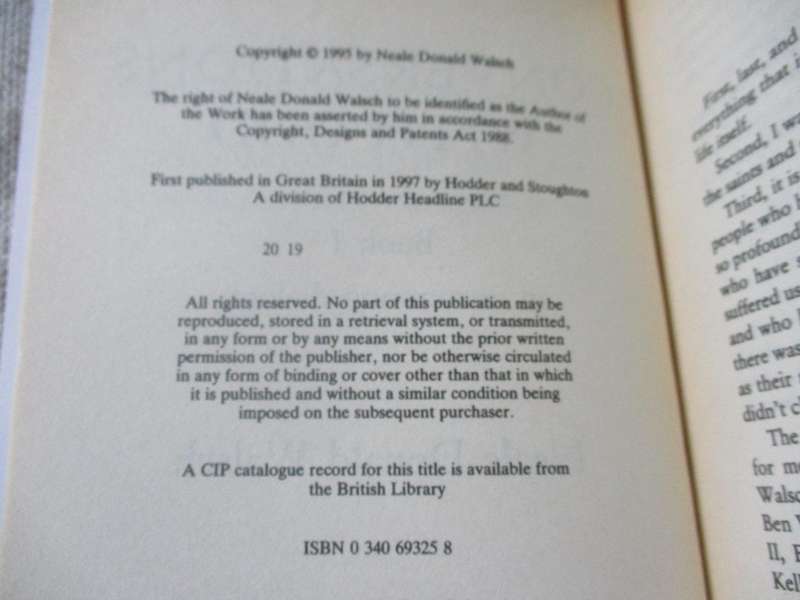 Copyright © 1995 by Neale Donald Walsch
The right of Neale Donald Walsch to be identified as the Author of
the Work has been asserted by him in accordance with the
Copyright, Designs and Patents Act 1988.
First published in Great Britain in 1997 by Hodder and Stoughton
A division of Hodder Headline PLC
20 19
All rights reserved. No part of this publication may be
reproduced, stored in a retrieval system, or transmitted,
in any form or by any means without the prior written
permission of the publisher, nor be otherwise circulated
in any form of binding or cover other than that in which
it is published and without a similar condition being
imposed on the subsequent purchaser.
A CIP catalogue record for this title is available from
the British Library
ISBN 0 340 69325 8
First, last, and
everything that i
life itself.
Second, I wa
the saints and
Third, it is
people who h
so profound
who have s
suffered us
and who h
there was
as their
didn't c
The
for me
Walsc
Ben
II,
Kell